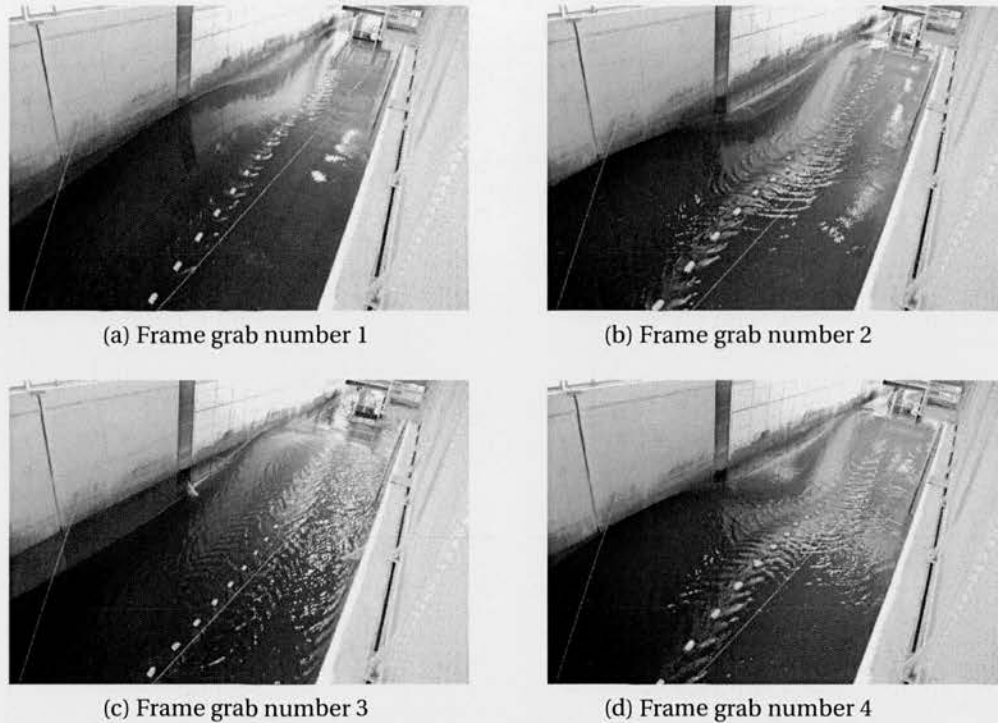 (a) Frame grab number 1
(b) Frame grab number 2
(c) Frame grab number 3
(d) Frame grab number 4